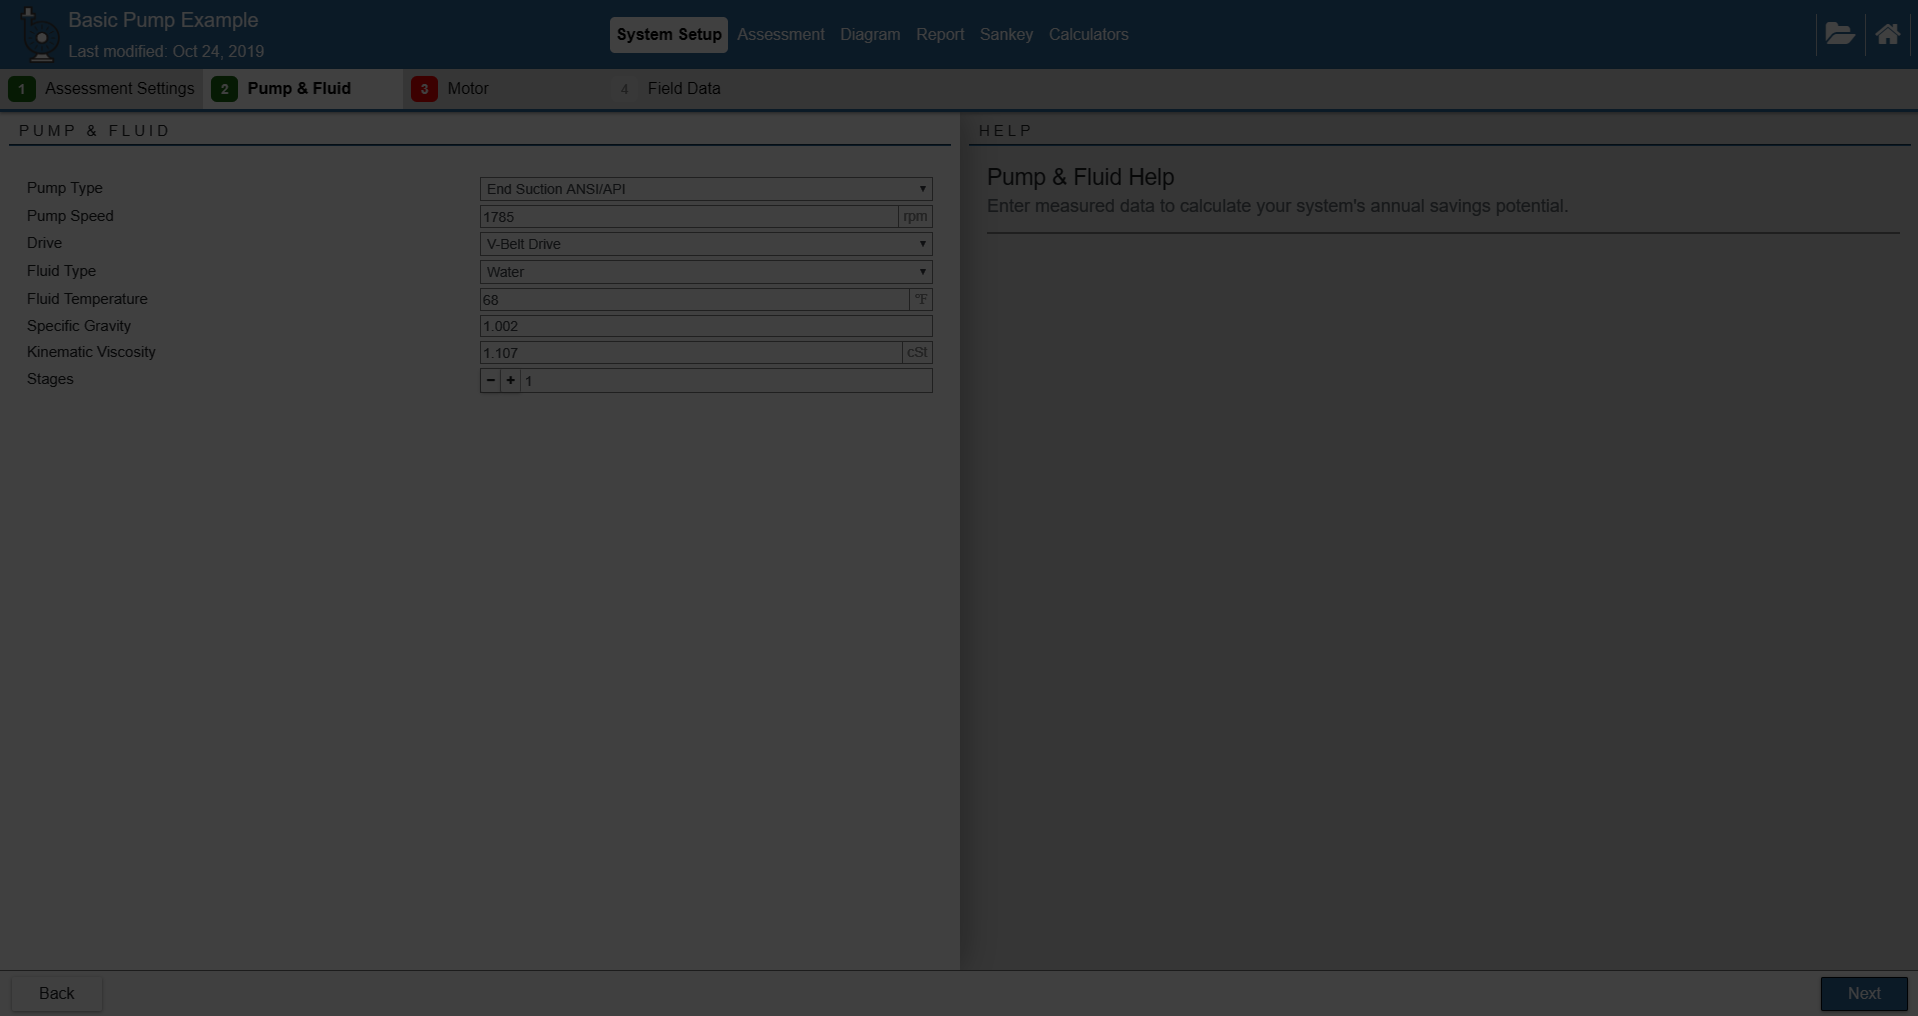 Basic Pump Example
Last modified: Oct 24, 2019
System Setup Assessment Diagram Report Sankey Calculators
1 Assessment Settings 2 Pump & Fluid 3 Motor 4 Field Data
PUMP & FLUID
Pump Type End Suction ANSI/API
Pump Speed 1785 rpm
Drive V-Belt Drive
Fluid Type Water
Fluid Temperature 68 °F
Specific Gravity 1.002
Kinematic Viscosity 1.107 cSt
Stages − + 1
HELP
Pump & Fluid Help
Enter measured data to calculate your system's annual savings potential.
Back Next